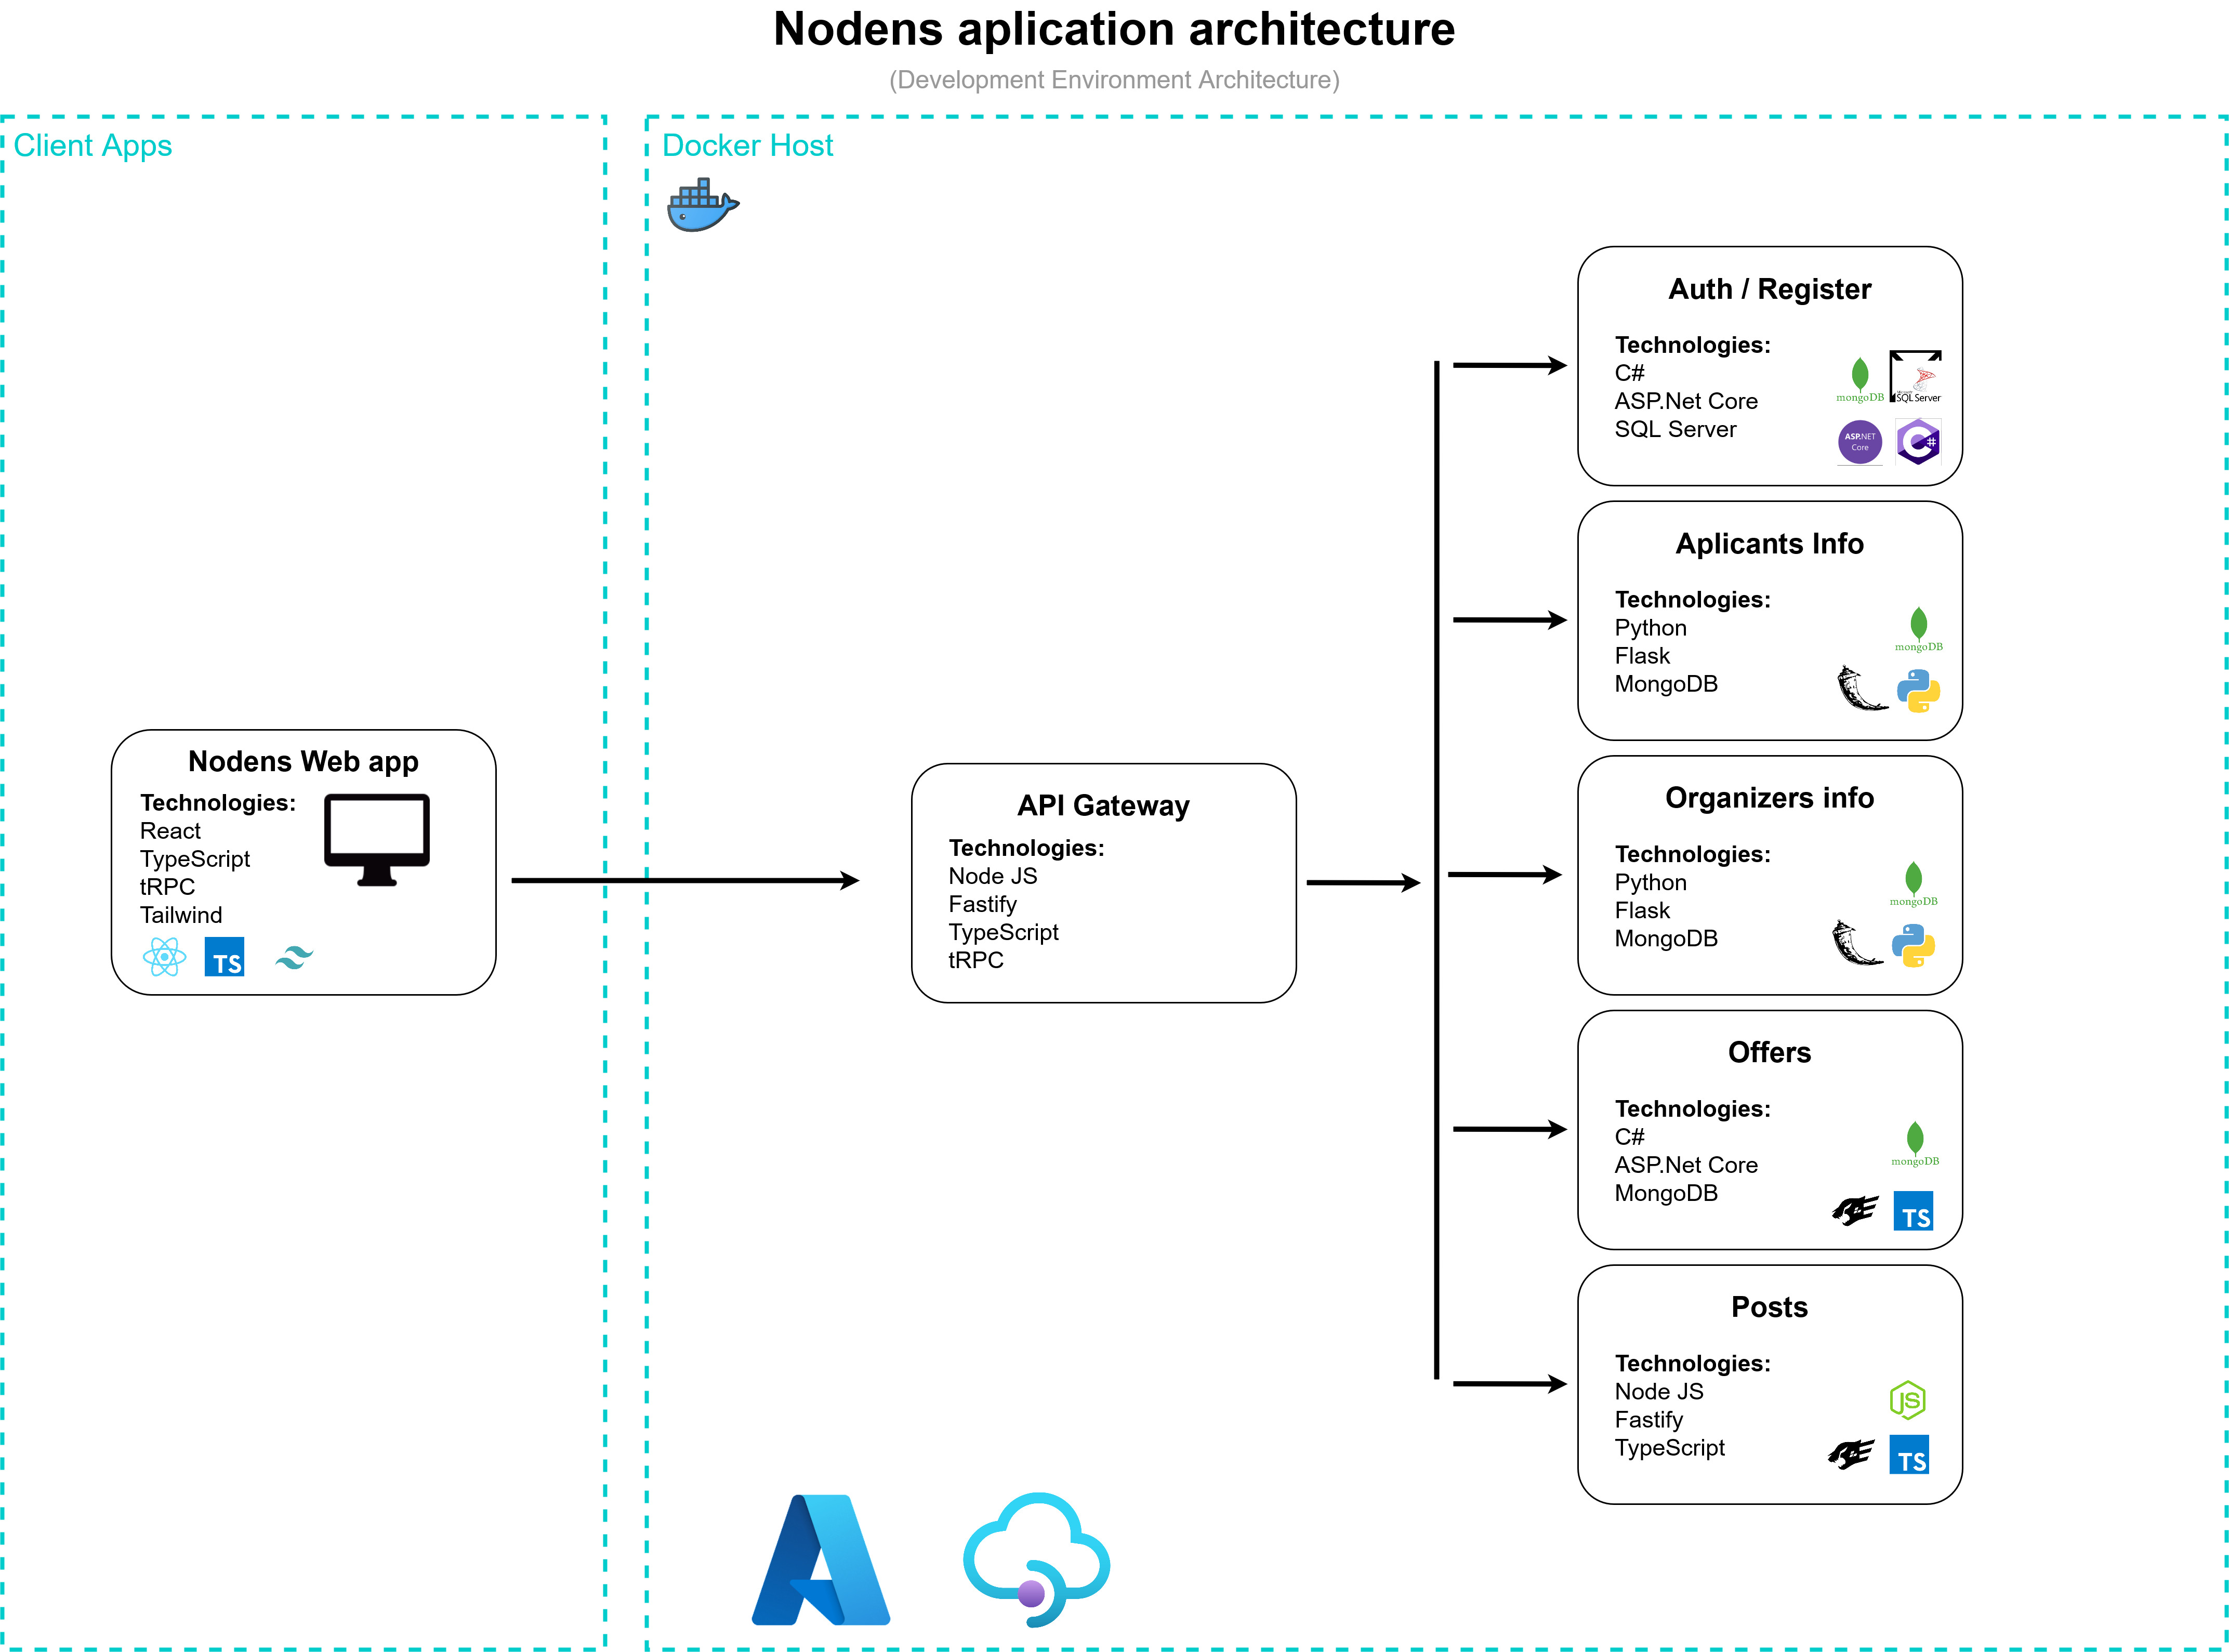 Nodens aplication architecture
(Development Environment Architecture)
Client Apps
Nodens Web app
Technologies:
React
TypeScript
tRPC
Tailwind
TS
Docker Host
API Gateway
Technologies:
Node JS
Fastify
TypeScript
tRPC
Auth / Register
Technologies:
C#
ASP.Net Core
SQL Server
mongoDB
Microsoft
SQL Server
ASP.NET
Core
C#
Aplicants Info
Technologies:
Python
Flask
MongoDB
mongoDB
Organizers info
Technologies:
Python
Flask
MongoDB
mongoDB
Offers
Technologies:
C#
ASP.Net Core
MongoDB
mongoDB
TS
Posts
Technologies:
Node JS
Fastify
TypeScript
JS
TS